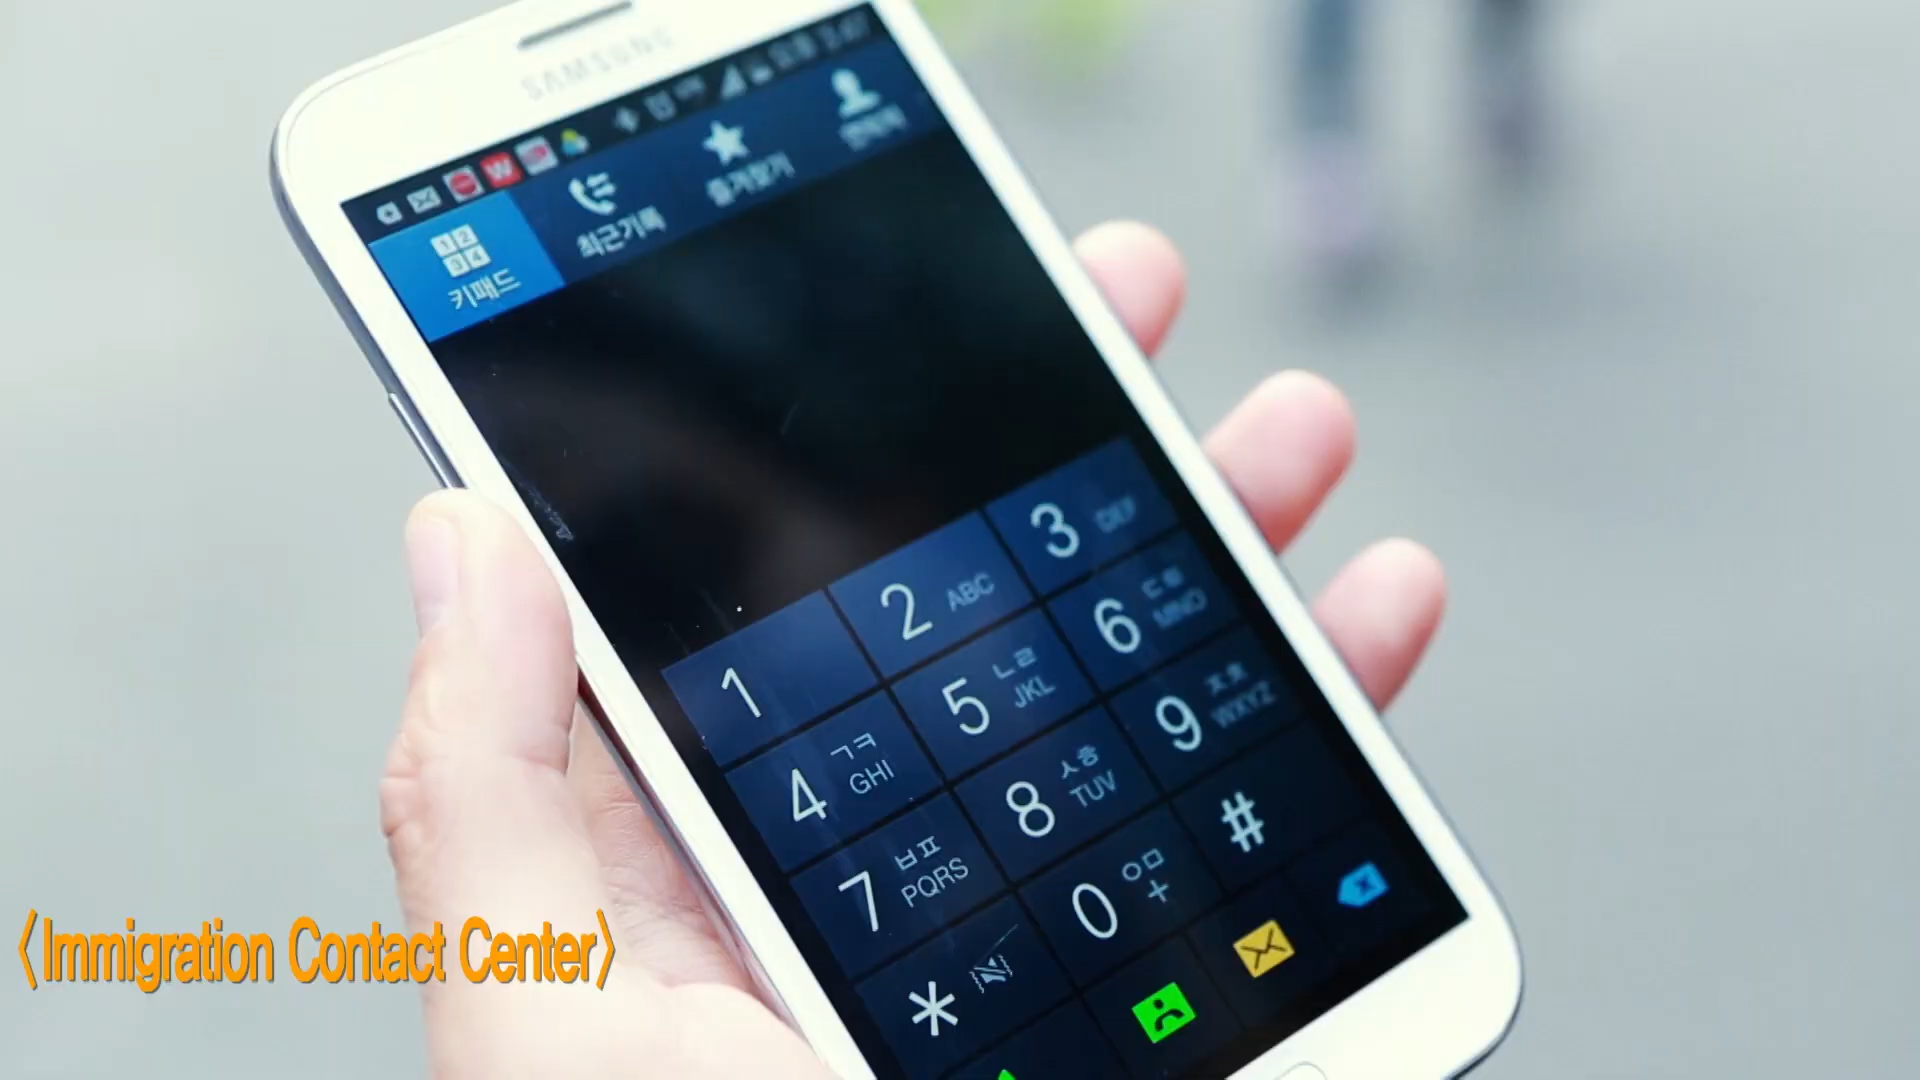 SAMSUNG
키패드
최근기록
즐겨찾기
1
2 ABC
3 DEF
4 ㄱㅋ GHI
5 ㄴㄹ JKL
6 ㄷㅌ MNO
7 ㅂㅍ PQRS
8 ㅅㅎ TUV
9 ㅈㅊ WXYZ
*
0 ㅇㅁ +
#
〈Immigration Contact Center〉